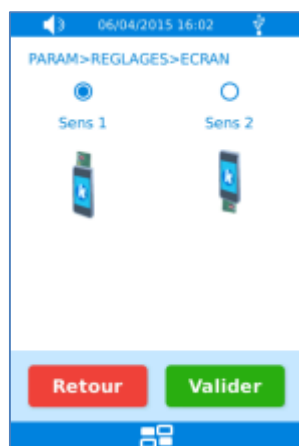 06/04/2015 16:02
PARAM>REGLAGES>ECRAN
Sens 1 Sens 2
k k
Retour Valider